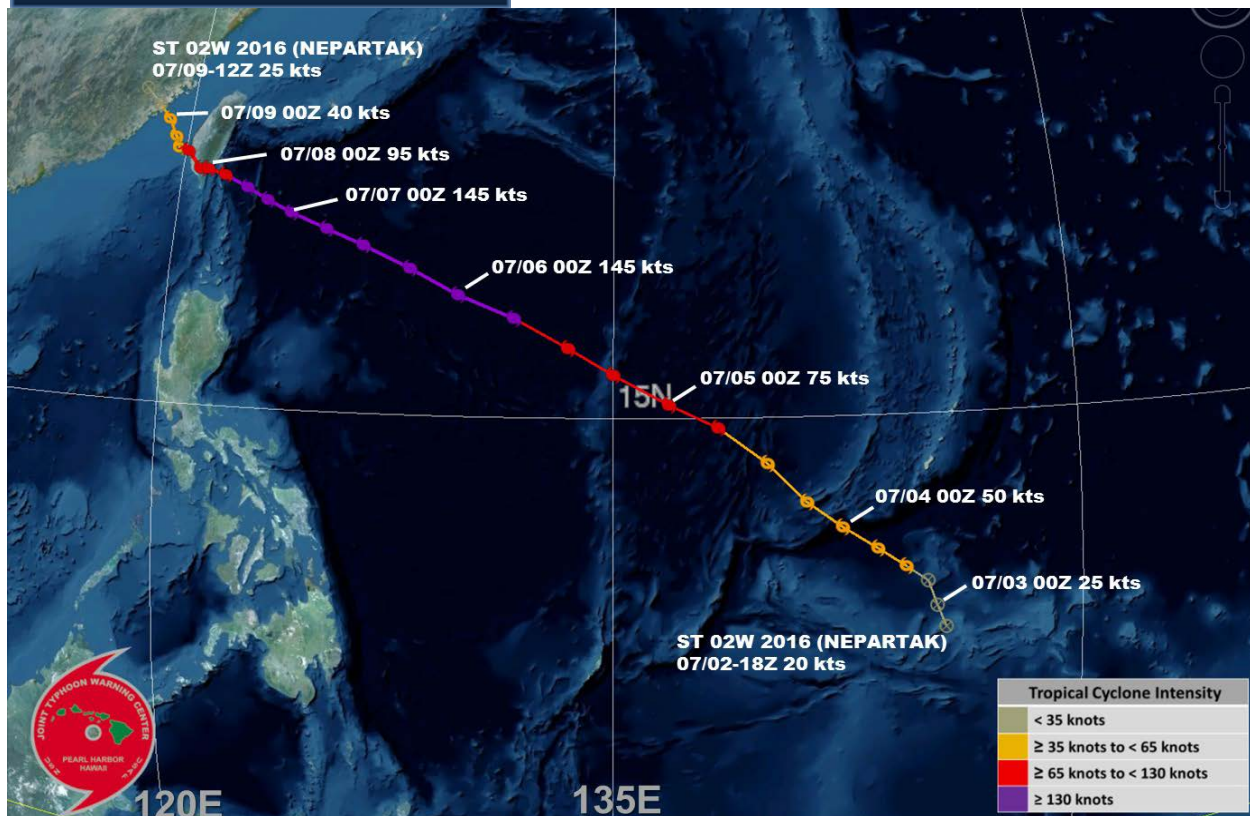 ST 02W 2016 (NEPARTAK)
07/09-12Z 25 kts
07/09 00Z 40 kts
07/08 00Z 95 kts
07/07 00Z 145 kts
07/06 00Z 145 kts
07/05 00Z 75 kts
15N
07/04 00Z 50 kts
07/03 00Z 25 kts
ST 02W 2016 (NEPARTAK)
07/02-18Z 20 kts
JOINT TYPHOON WARNING CENTER
PEARL HARBOR
HAWAII
120E
135E
Tropical Cyclone Intensity
< 35 knots
≥ 35 knots to < 65 knots
≥ 65 knots to < 130 knots
≥ 130 knots